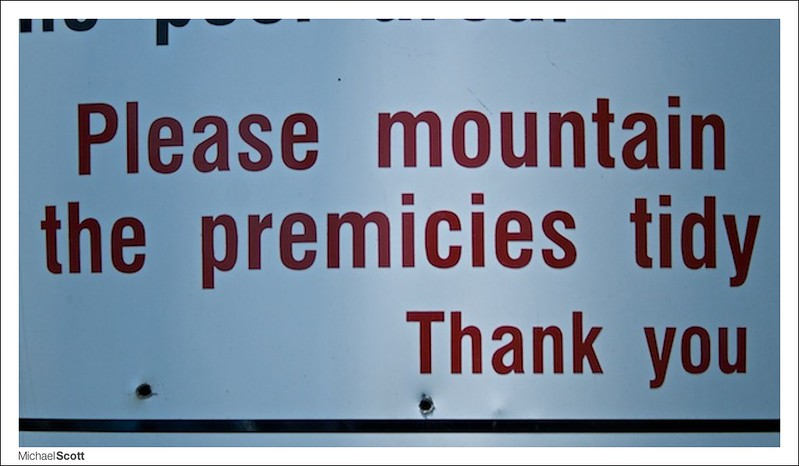 Please mountain
the premicies tidy
Thank you
MichaelScott